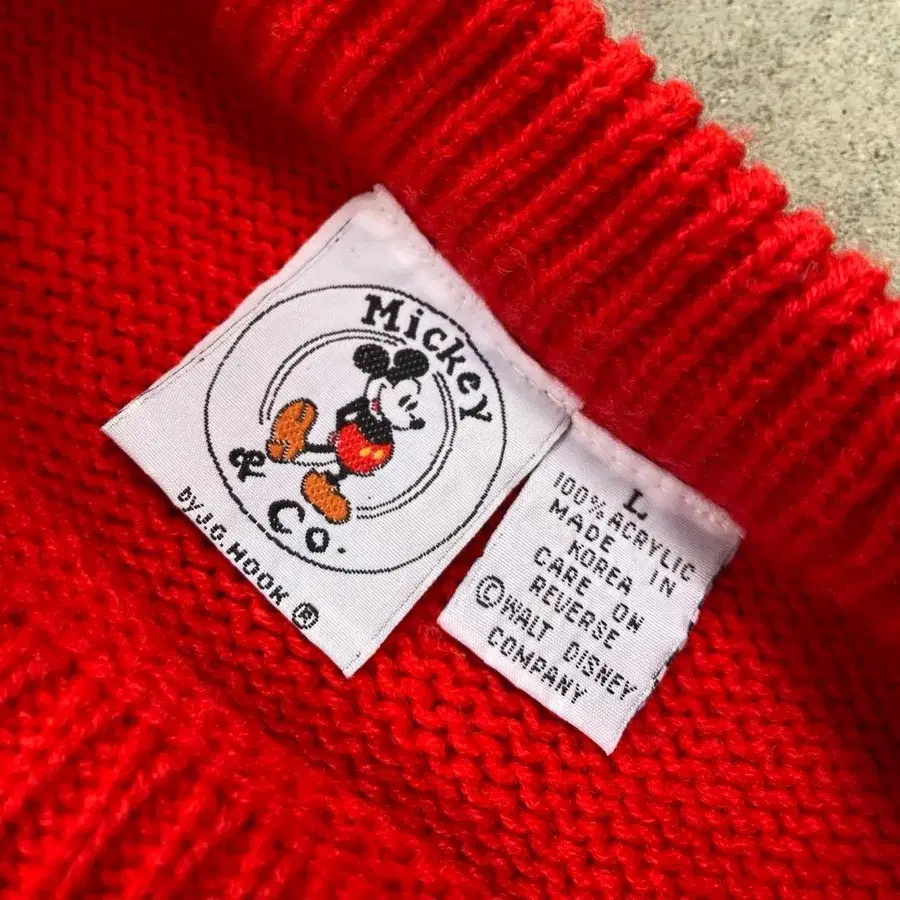 Mickey
& Co.
by J.G. HOOK ®
L
100% ACRYLIC
MADE IN
KOREA
CARE ON
REVERSE
©WALT DISNEY
COMPANY